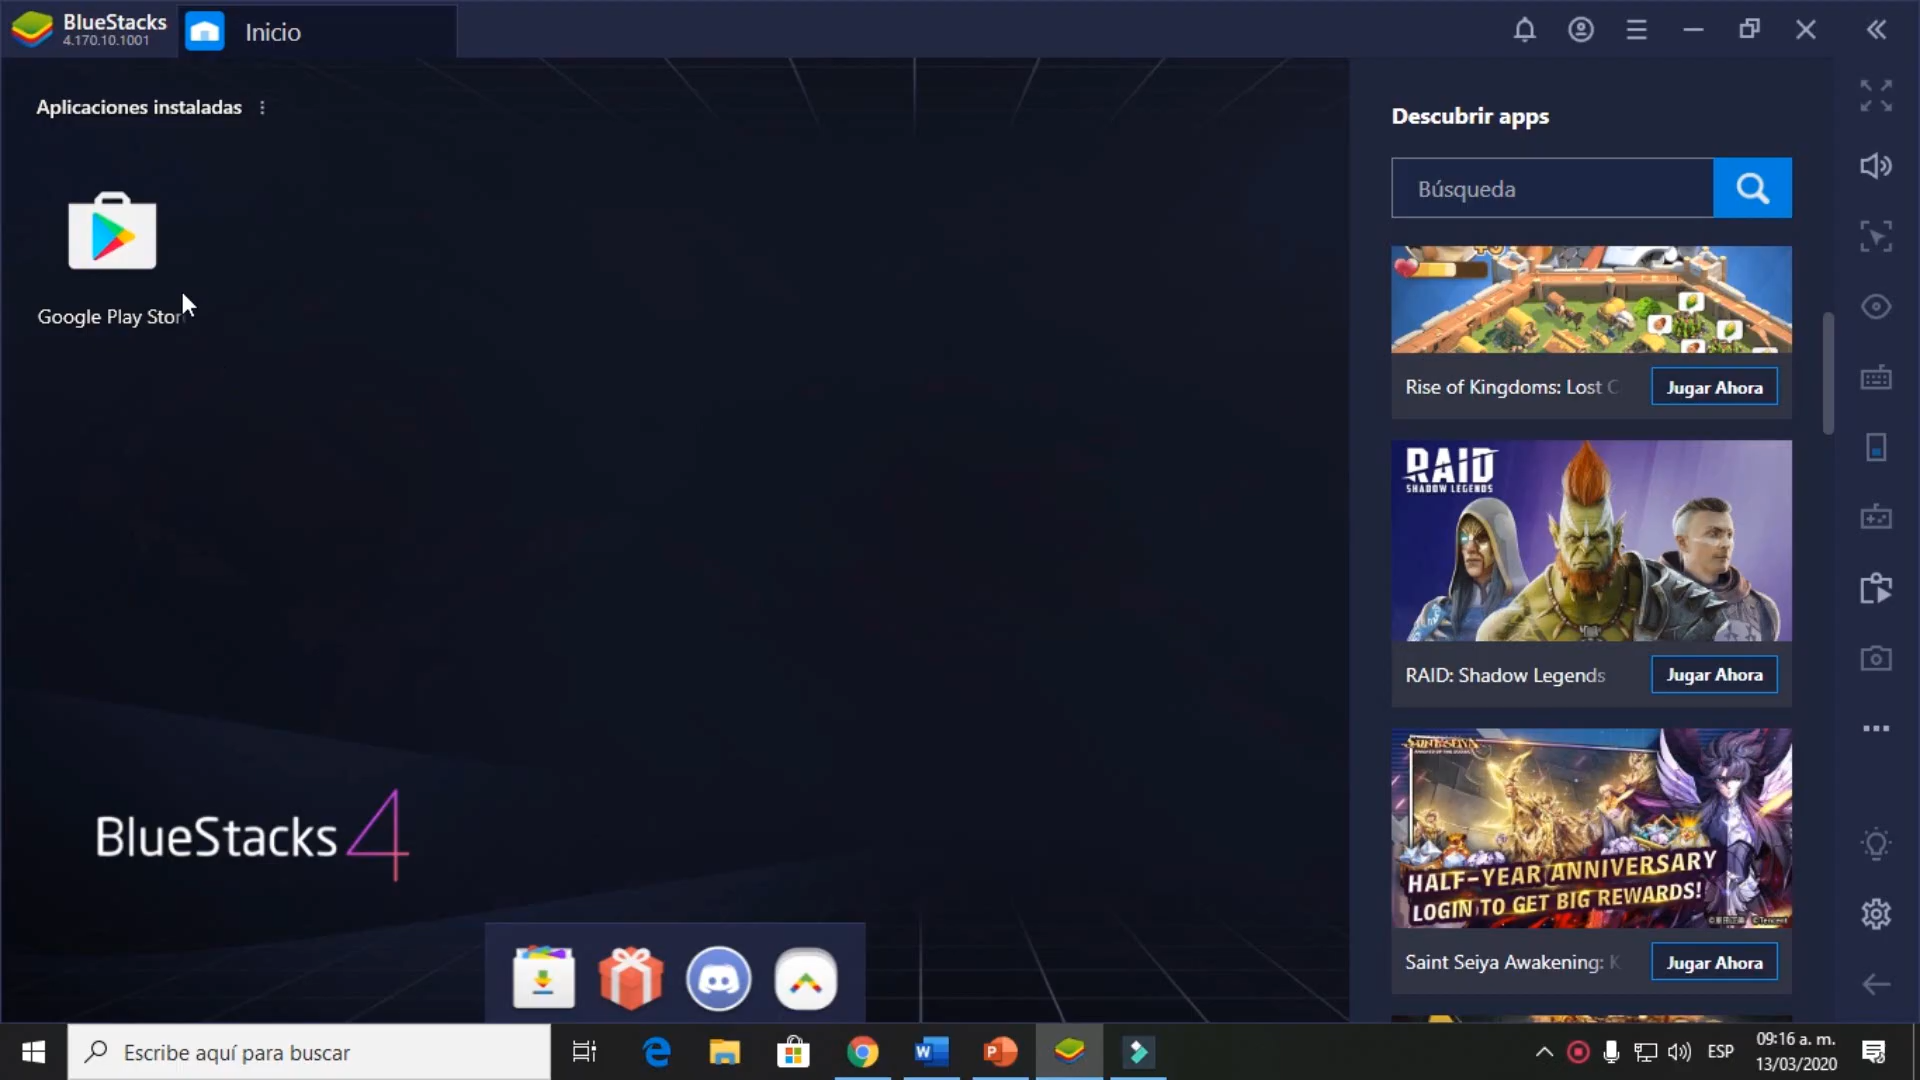 BlueStacks
4.170.10.1001
Inicio
Aplicaciones instaladas
Google Play Stor
BlueStacks 4
Descubrir apps
Búsqueda
Rise of Kingdoms: Lost C
Jugar Ahora
RAID
SHADOW LEGENDS
RAID: Shadow Legends
Jugar Ahora
SAINT SEIYA
HALF-YEAR ANNIVERSARY
LOGIN TO GET BIG REWARDS!
Saint Seiya Awakening: K
Jugar Ahora
Escribe aquí para buscar
ESP
09:16 a. m.
13/03/2020